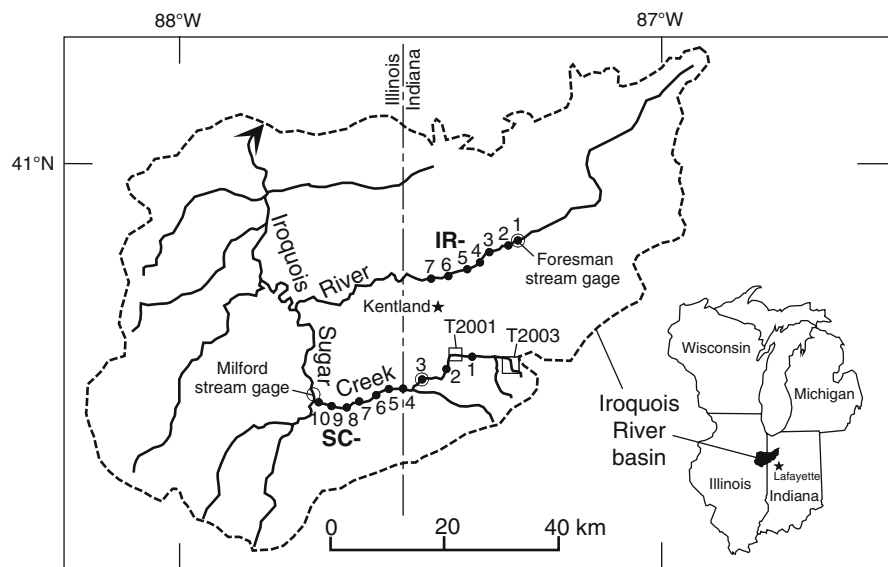 88°W
87°W
Illinois
Indiana
41°N
Iroquois
River
IR-
7
6
5
4
3
2
1
Foresman
stream gage
Kentland
T2001
T2003
Sugar
Creek
Milford
stream gage
3
2
1
10
9
8
7
6
5
4
SC-
0
20
40 km
Wisconsin
Michigan
Iroquois
River
basin
Illinois
Lafayette
Indiana